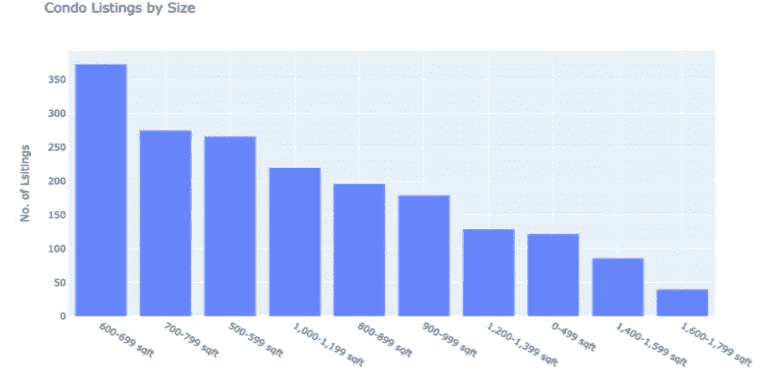 Condo Listings by Size
No. of Lsitings
350
300
250
200
150
100
50
0
600-699 sqft
700-799 sqft
500-599 sqft
1,000-1,199 sqft
800-899 sqft
900-999 sqft
1,200-1,399 sqft
0-499 sqft
1,400-1,599 sqft
1,600-1,799 sqft